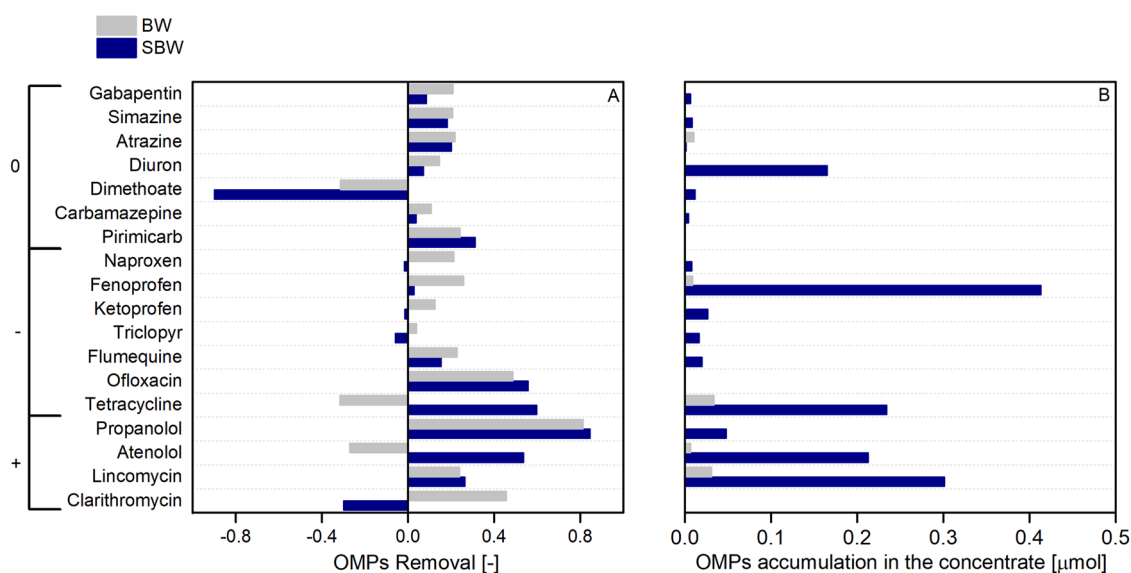 BW
SBW
Gabapentin
Simazine
Atrazine
Diuron
Dimethoate
Carbamazepine
Pirimicarb
Naproxen
Fenoprofen
Ketoprofen
Triclopyr
Flumequine
Ofloxacin
Tetracycline
Propanolol
Atenolol
Lincomycin
Clarithromycin
0
-
+
A
-0.8 -0.4 0.0 0.4 0.8
OMPs Removal [-]
B
0.0 0.1 0.2 0.3 0.4 0.5
OMPs accumulation in the concentrate [μmol]